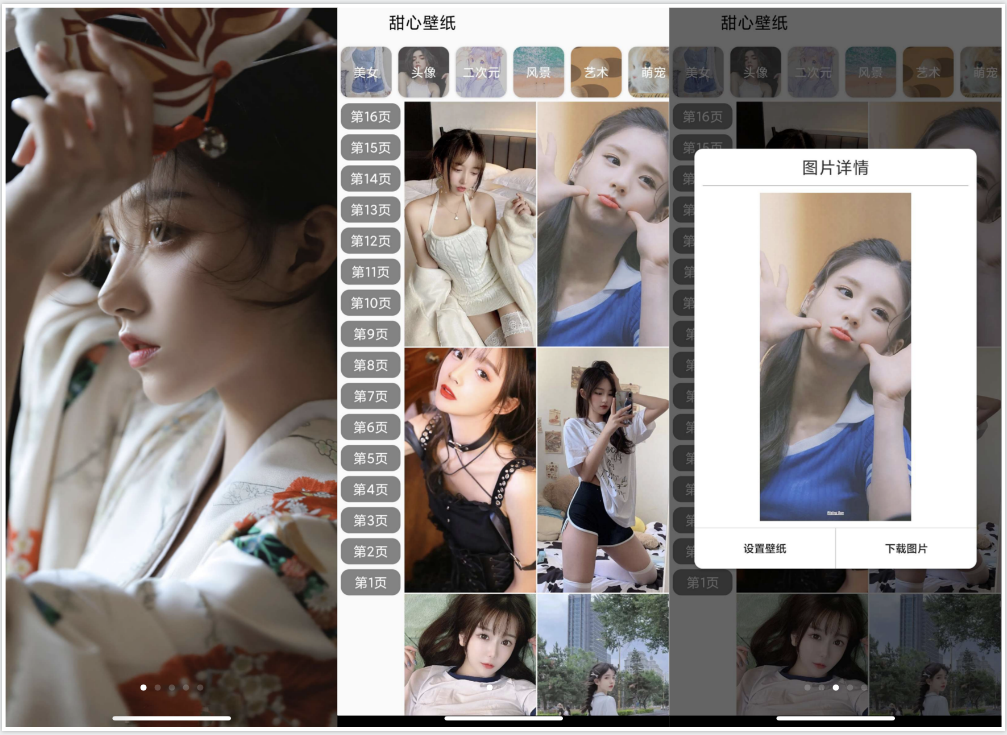 甜心壁纸
美女
头像
二次元
风景
艺术
萌宠
第16页
第15页
第14页
第13页
第12页
第11页
第10页
第9页
第8页
第7页
第6页
第5页
第4页
第3页
第2页
第1页
甜心壁纸
美女
头像
二次元
风景
艺术
萌宠
第16页
第15页
图片详情
设置壁纸
下载图片
第1页